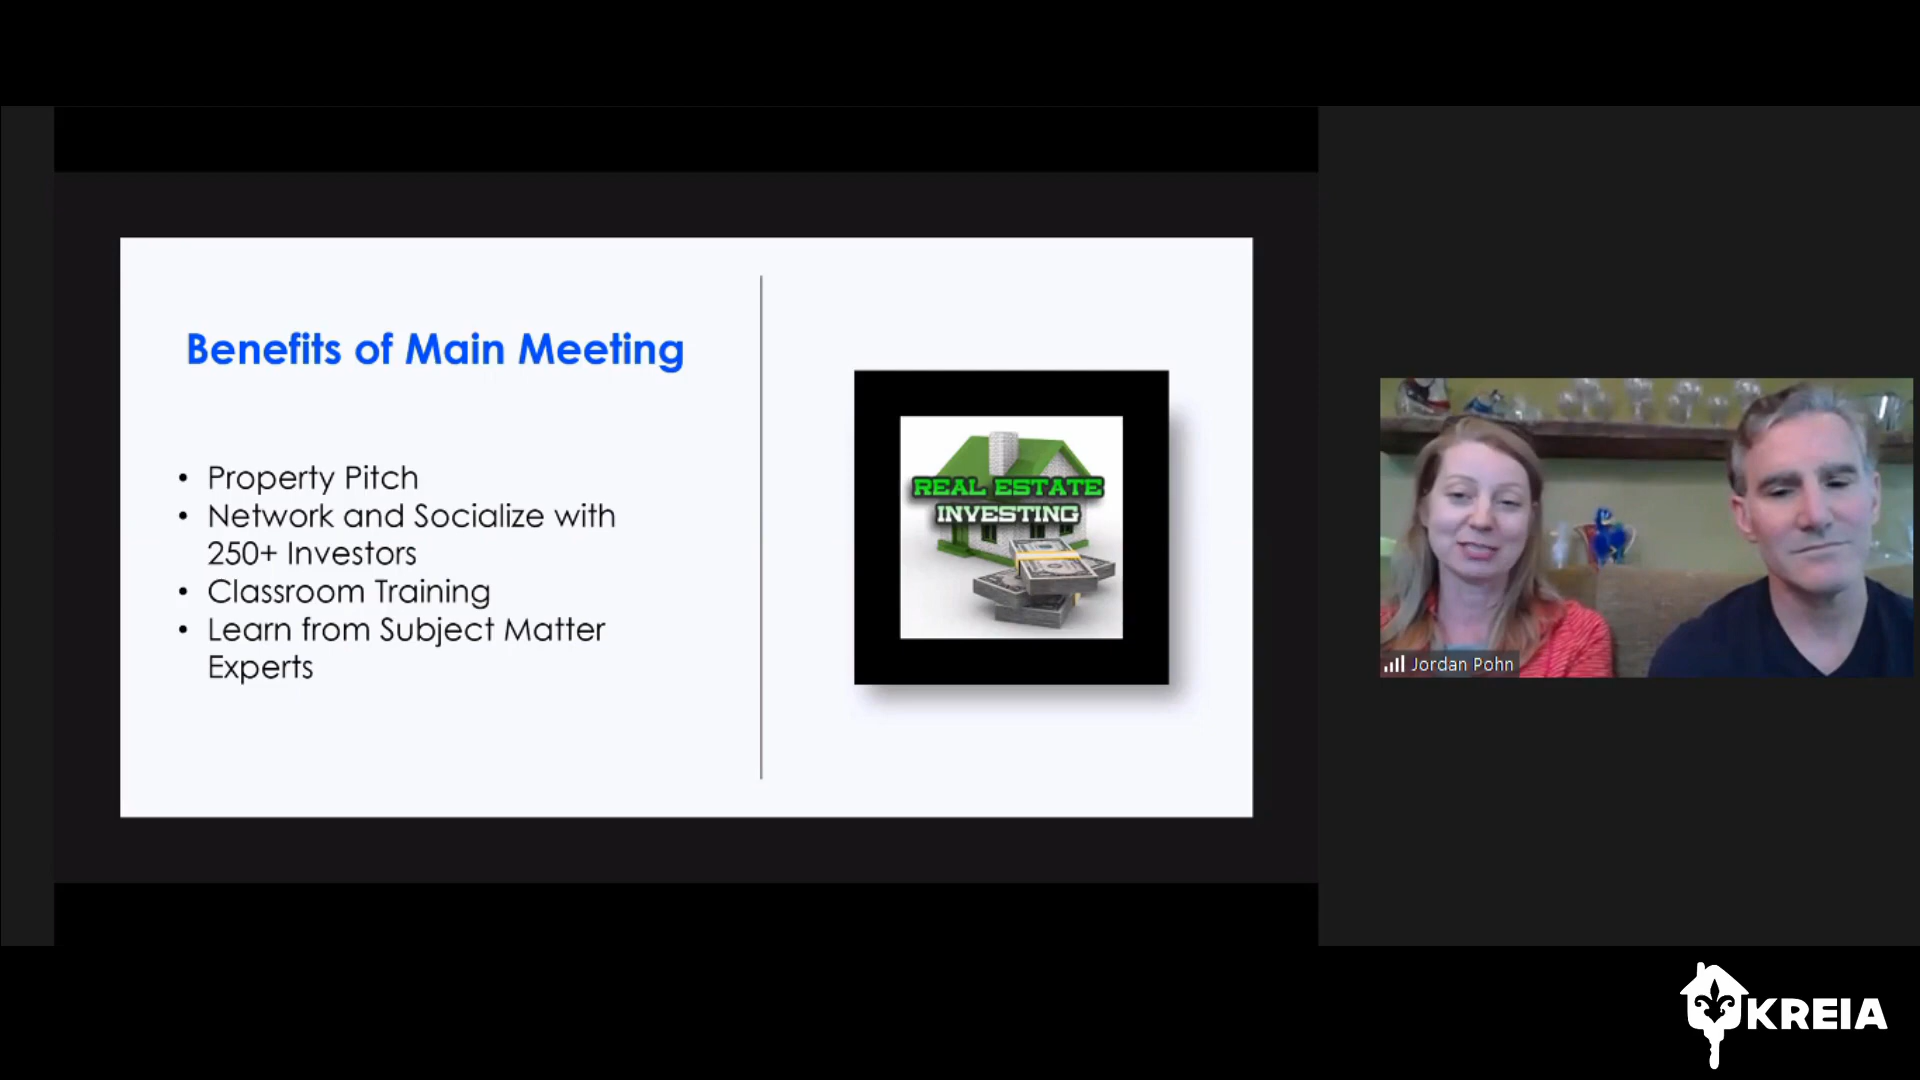 Benefits of Main Meeting
• Property Pitch
• Network and Socialize with
250+ Investors
• Classroom Training
• Learn from Subject Matter
Experts
REAL ESTATE
INVESTING
Jordan Pohn
KREIA